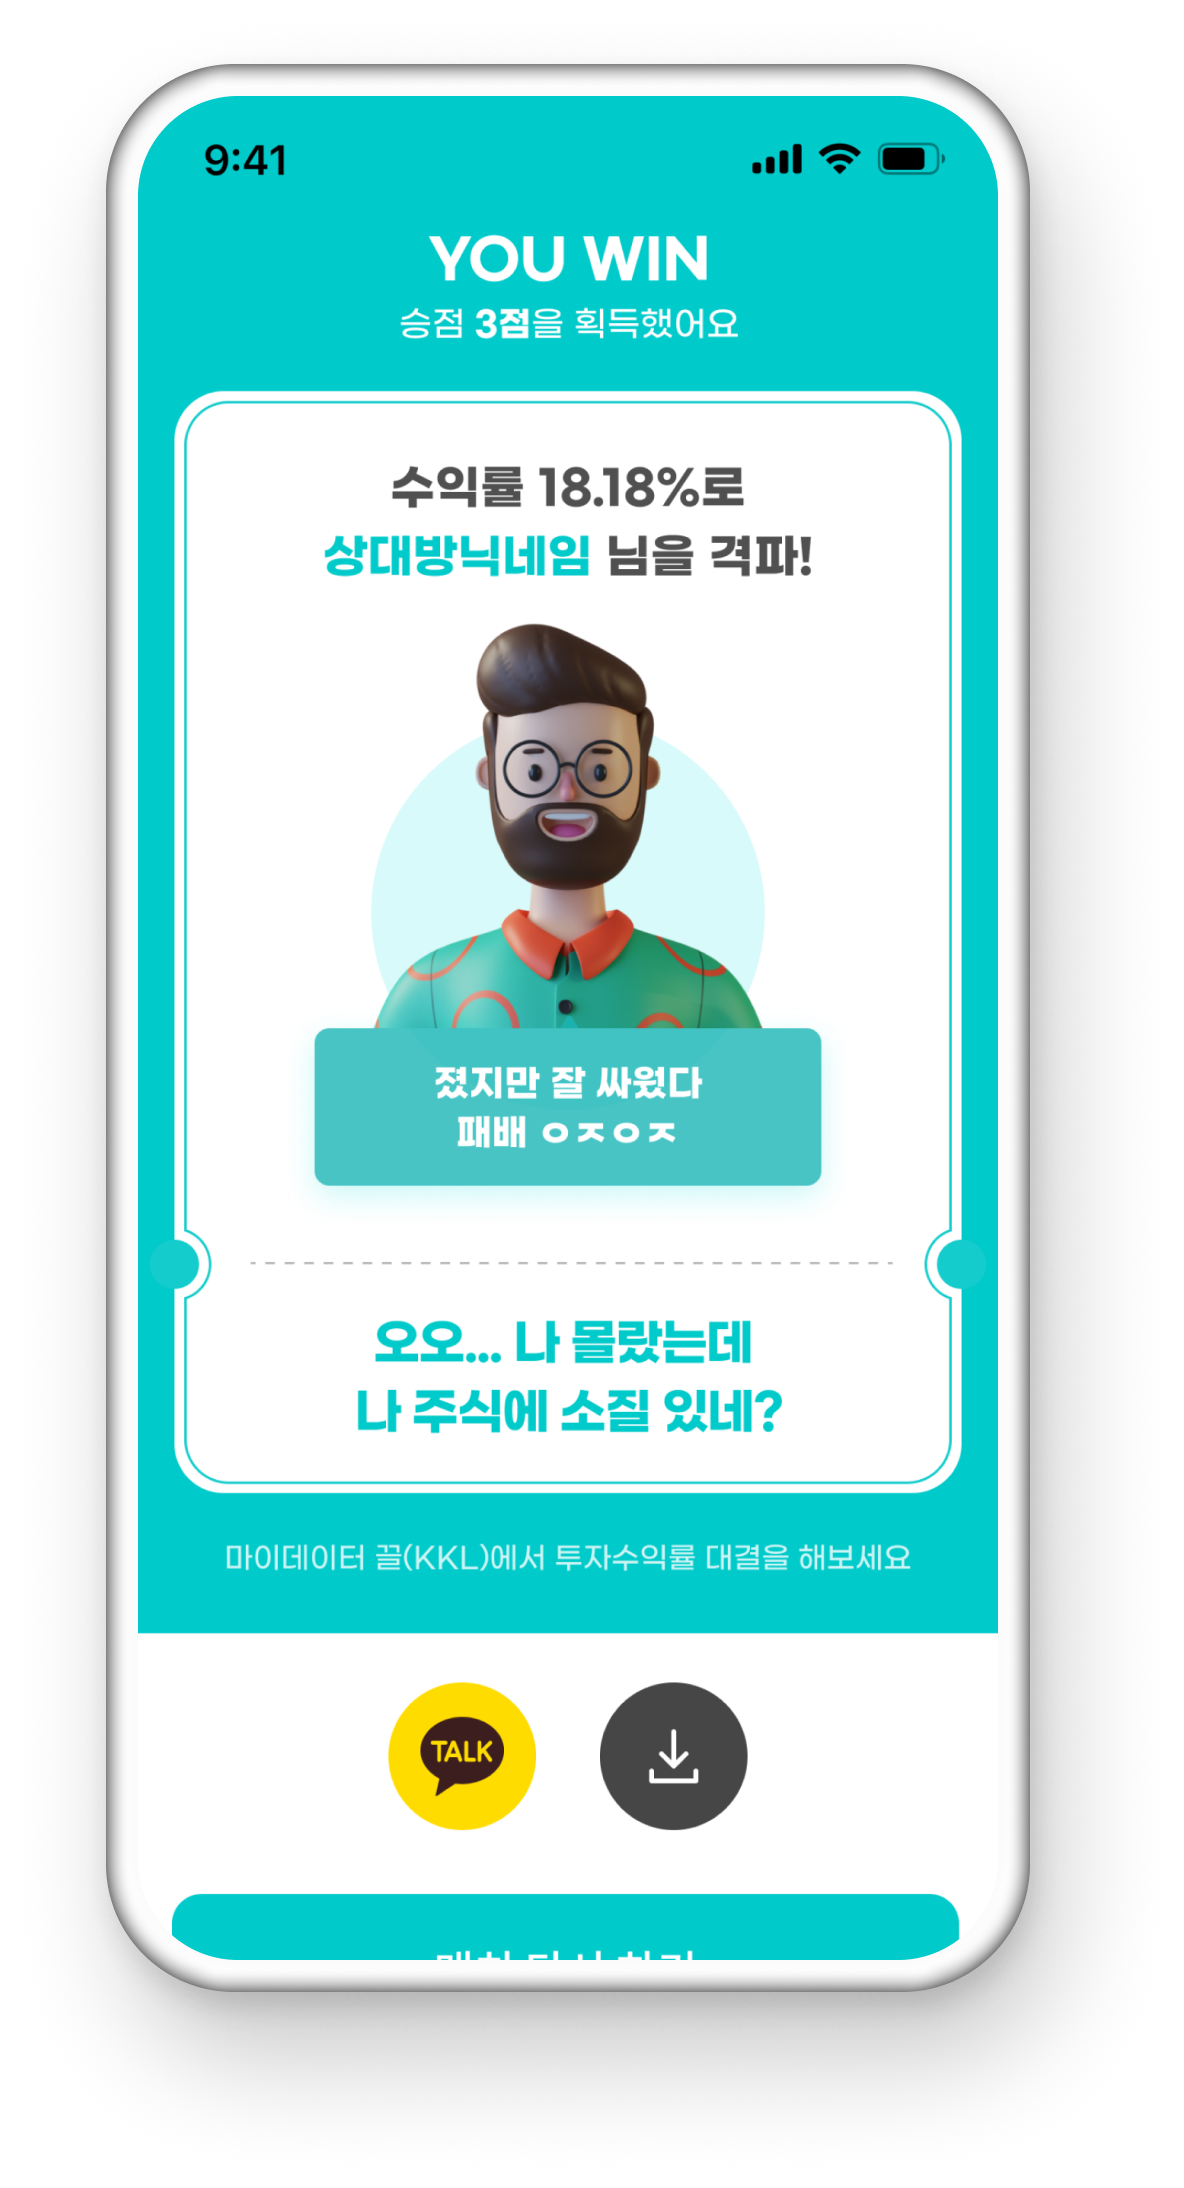 9:41
YOU WIN
승점 3점을 획득했어요
수익률 18.18%로
상대방닉네임 님을 격파!
졌지만 잘 싸웠다
패배 ㅇㅈㅇㅈ
오오... 나 몰랐는데
나 주식에 소질 있네?
마이데이터 끌(KKL)에서 투자수익률 대결을 해보세요
TALK